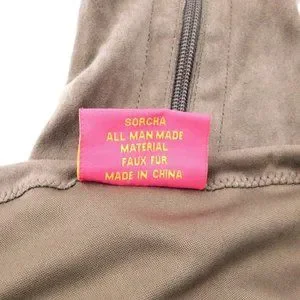 SORCHA
ALL MAN MADE
MATERIAL
FAUX FUR
MADE IN CHINA